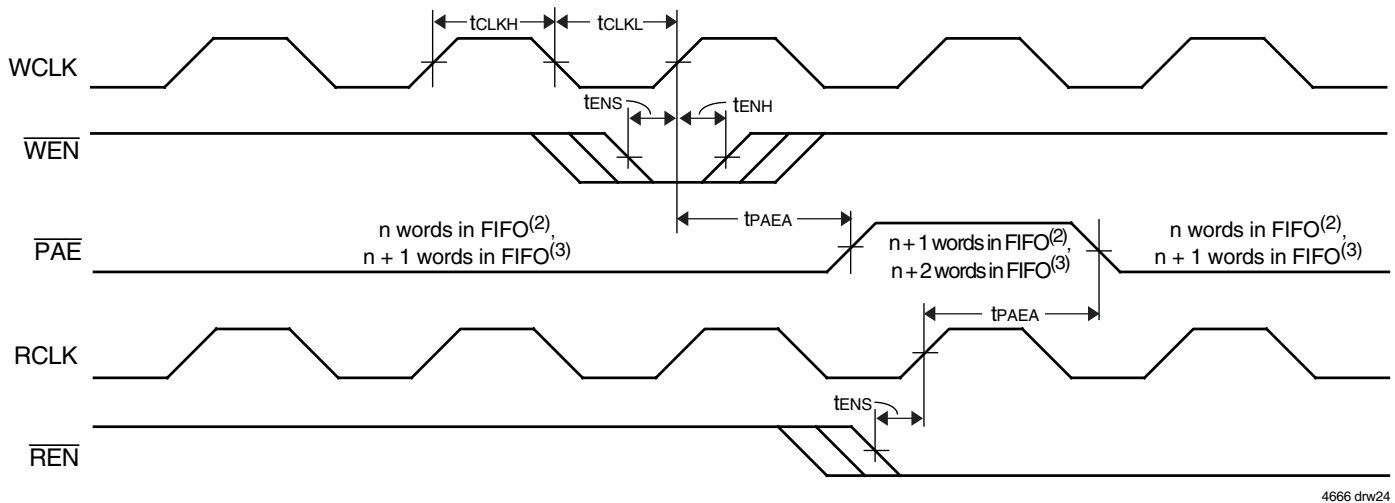 tCLKH
tCLKL
WCLK
tENS
tENH
WEN
tPAEA
n words in FIFO(2),
n + 1 words in FIFO(3)
n + 1 words in FIFO(2),
n + 2 words in FIFO(3)
n words in FIFO(2),
n + 1 words in FIFO(3)
PAE
tPAEA
RCLK
tENS
REN
4666 drw24